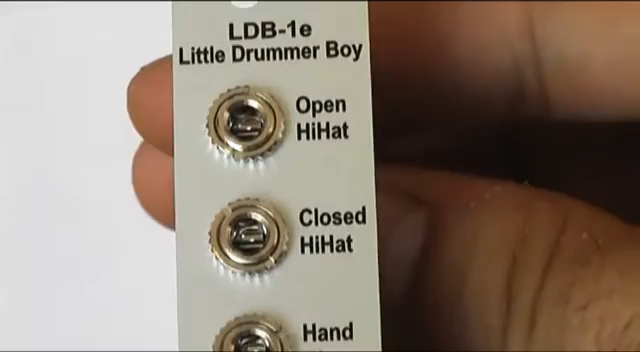 LDB-1e
Little Drummer Boy
Open
HiHat
Closed
HiHat
Hand